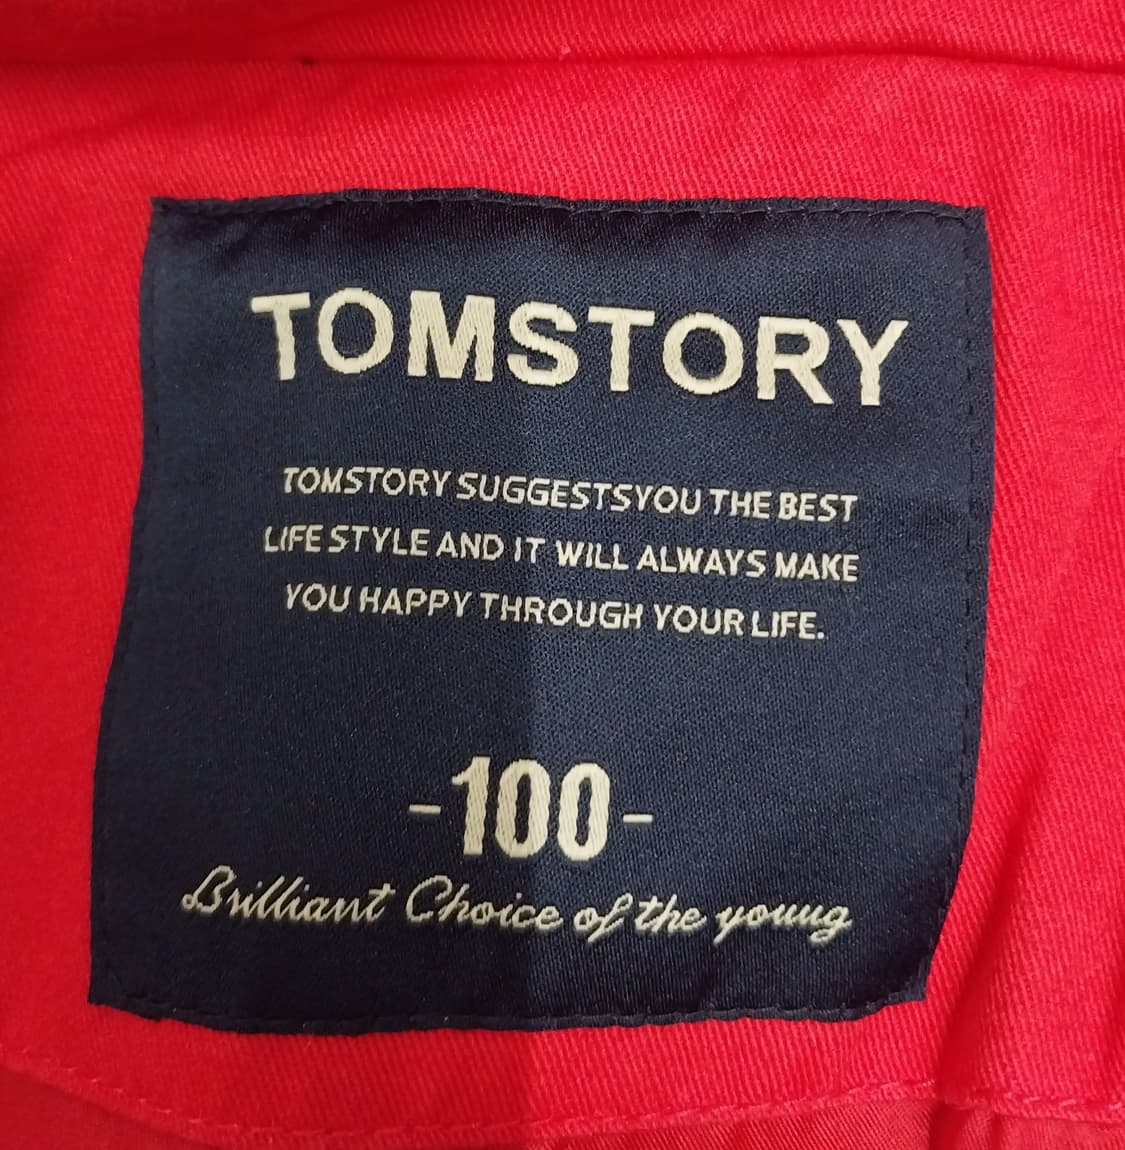 TOMSTORY
TOMSTORY SUGGESTSYOU THE BEST
LIFE STYLE AND IT WILL ALWAYS MAKE
YOU HAPPY THROUGH YOUR LIFE.
-100-
Brilliant Choice of the young